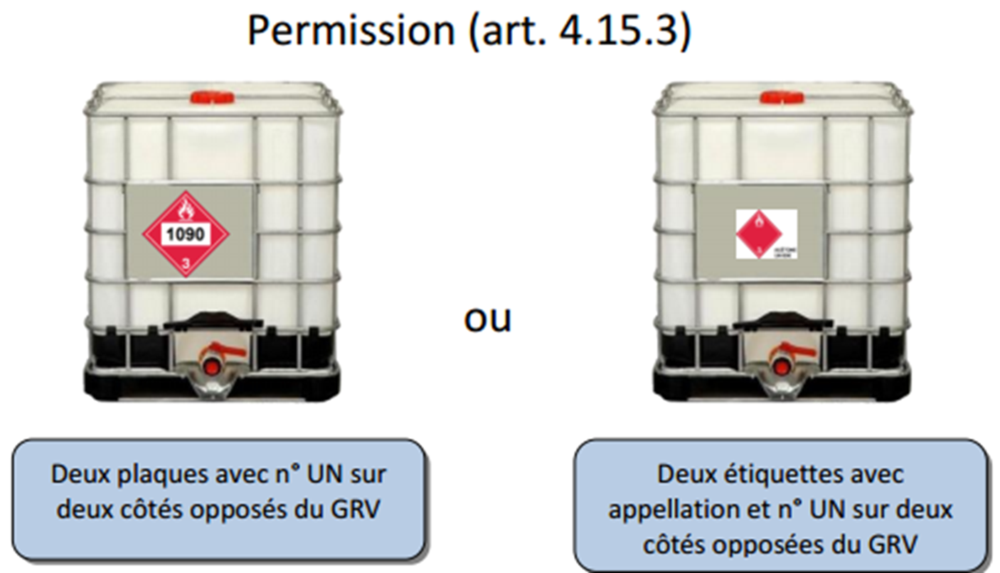 Permission (art. 4.15.3)
1090
3
3
ou
Deux plaques avec n° UN sur
deux côtés opposés du GRV
Deux étiquettes avec
appellation et n° UN sur deux
côtés opposées du GRV